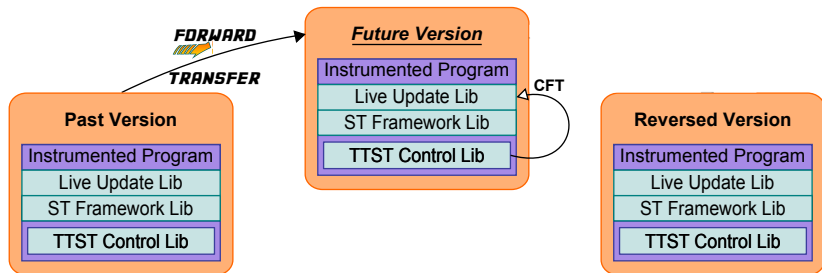 FORWARD
TRANSFER
Past Version
Instrumented Program
Live Update Lib
ST Framework Lib
TTST Control Lib
Future Version
Instrumented Program
Live Update Lib
ST Framework Lib
TTST Control Lib
CFT
Reversed Version
Instrumented Program
Live Update Lib
ST Framework Lib
TTST Control Lib